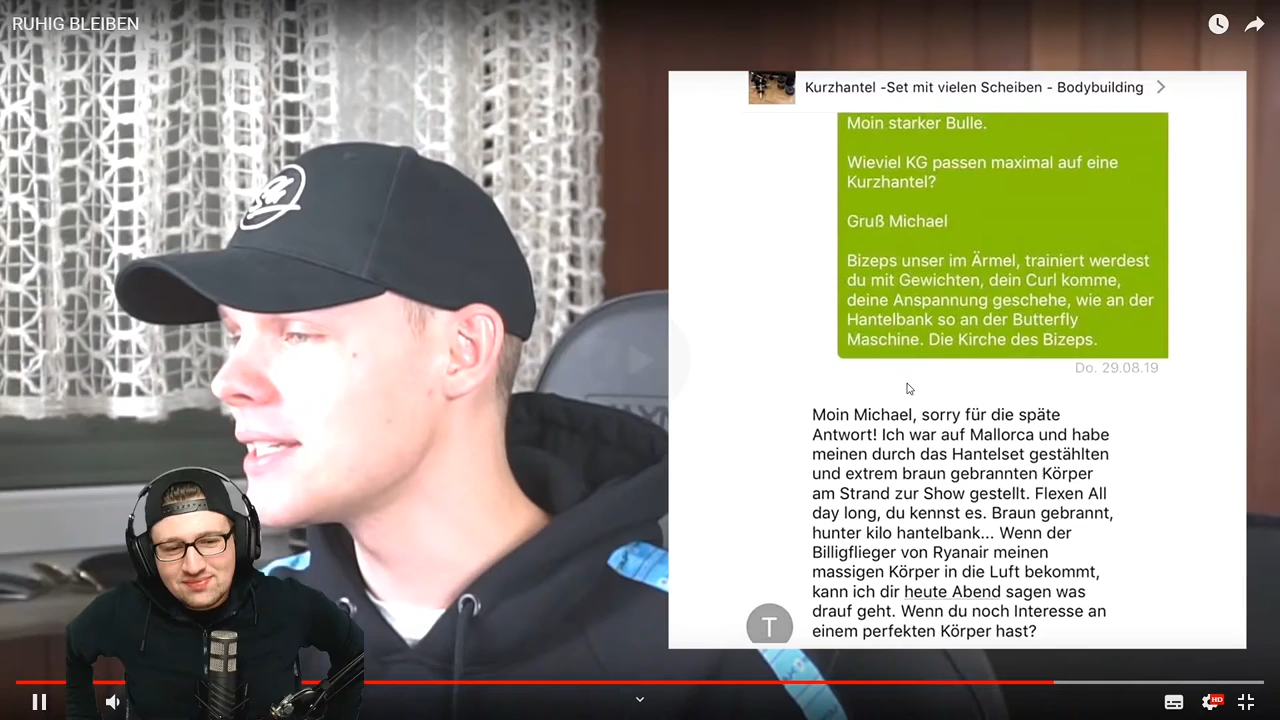 RUHIG BLEIBEN
Kurzhantel -Set mit vielen Scheiben - Bodybuilding
Moin starker Bulle.
Wieviel KG passen maximal auf eine
Kurzhantel?
Gruß Michael
Bizeps unser im Ärmel, trainiert werdest
du mit Gewichten, dein Curl komme,
deine Anspannung geschehe, wie an der
Hantelbank so an der Butterfly
Maschine. Die Kirche des Bizeps.
Do. 29.08.19
Moin Michael, sorry für die späte
Antwort! Ich war auf Mallorca und habe
meinen durch das Hantelset gestählten
und extrem braun gebrannten Körper
am Strand zur Show gestellt. Flexen All
day long, du kennst es. Braun gebrannt,
hunter kilo hantelbank... Wenn der
Billigflieger von Ryanair meinen
massigen Körper in die Luft bekommt,
kann ich dir heute Abend sagen was
drauf geht. Wenn du noch Interesse an
einem perfekten Körper hast?
T
HD